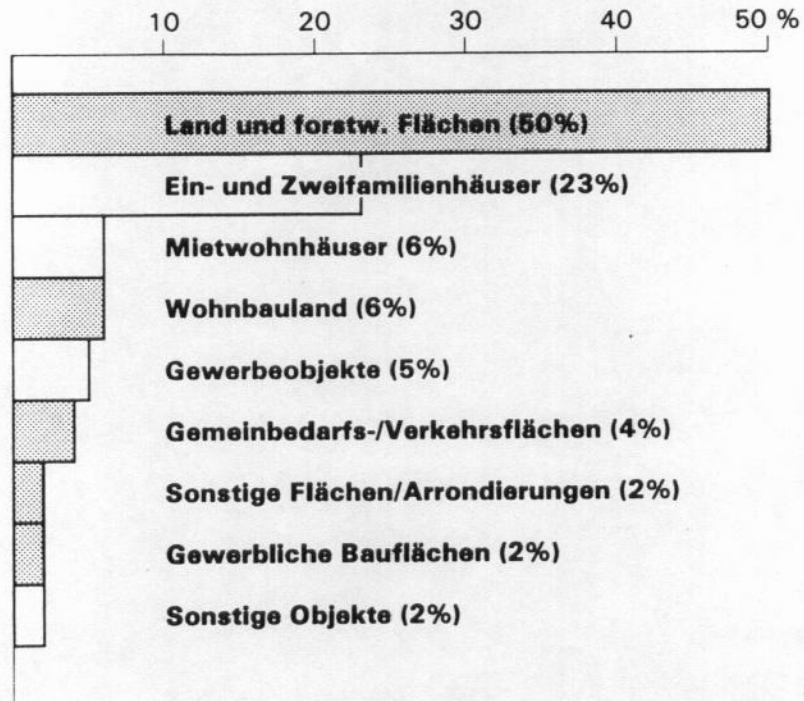 10 20 30 40 50 %
Land und forstw. Flächen (50%)
Ein- und Zweifamilienhäuser (23%)
Mietwohnhäuser (6%)
Wohnbauland (6%)
Gewerbeobjekte (5%)
Gemeinbedarfs-/Verkehrsflächen (4%)
Sonstige Flächen/Arrondierungen (2%)
Gewerbliche Bauflächen (2%)
Sonstige Objekte (2%)